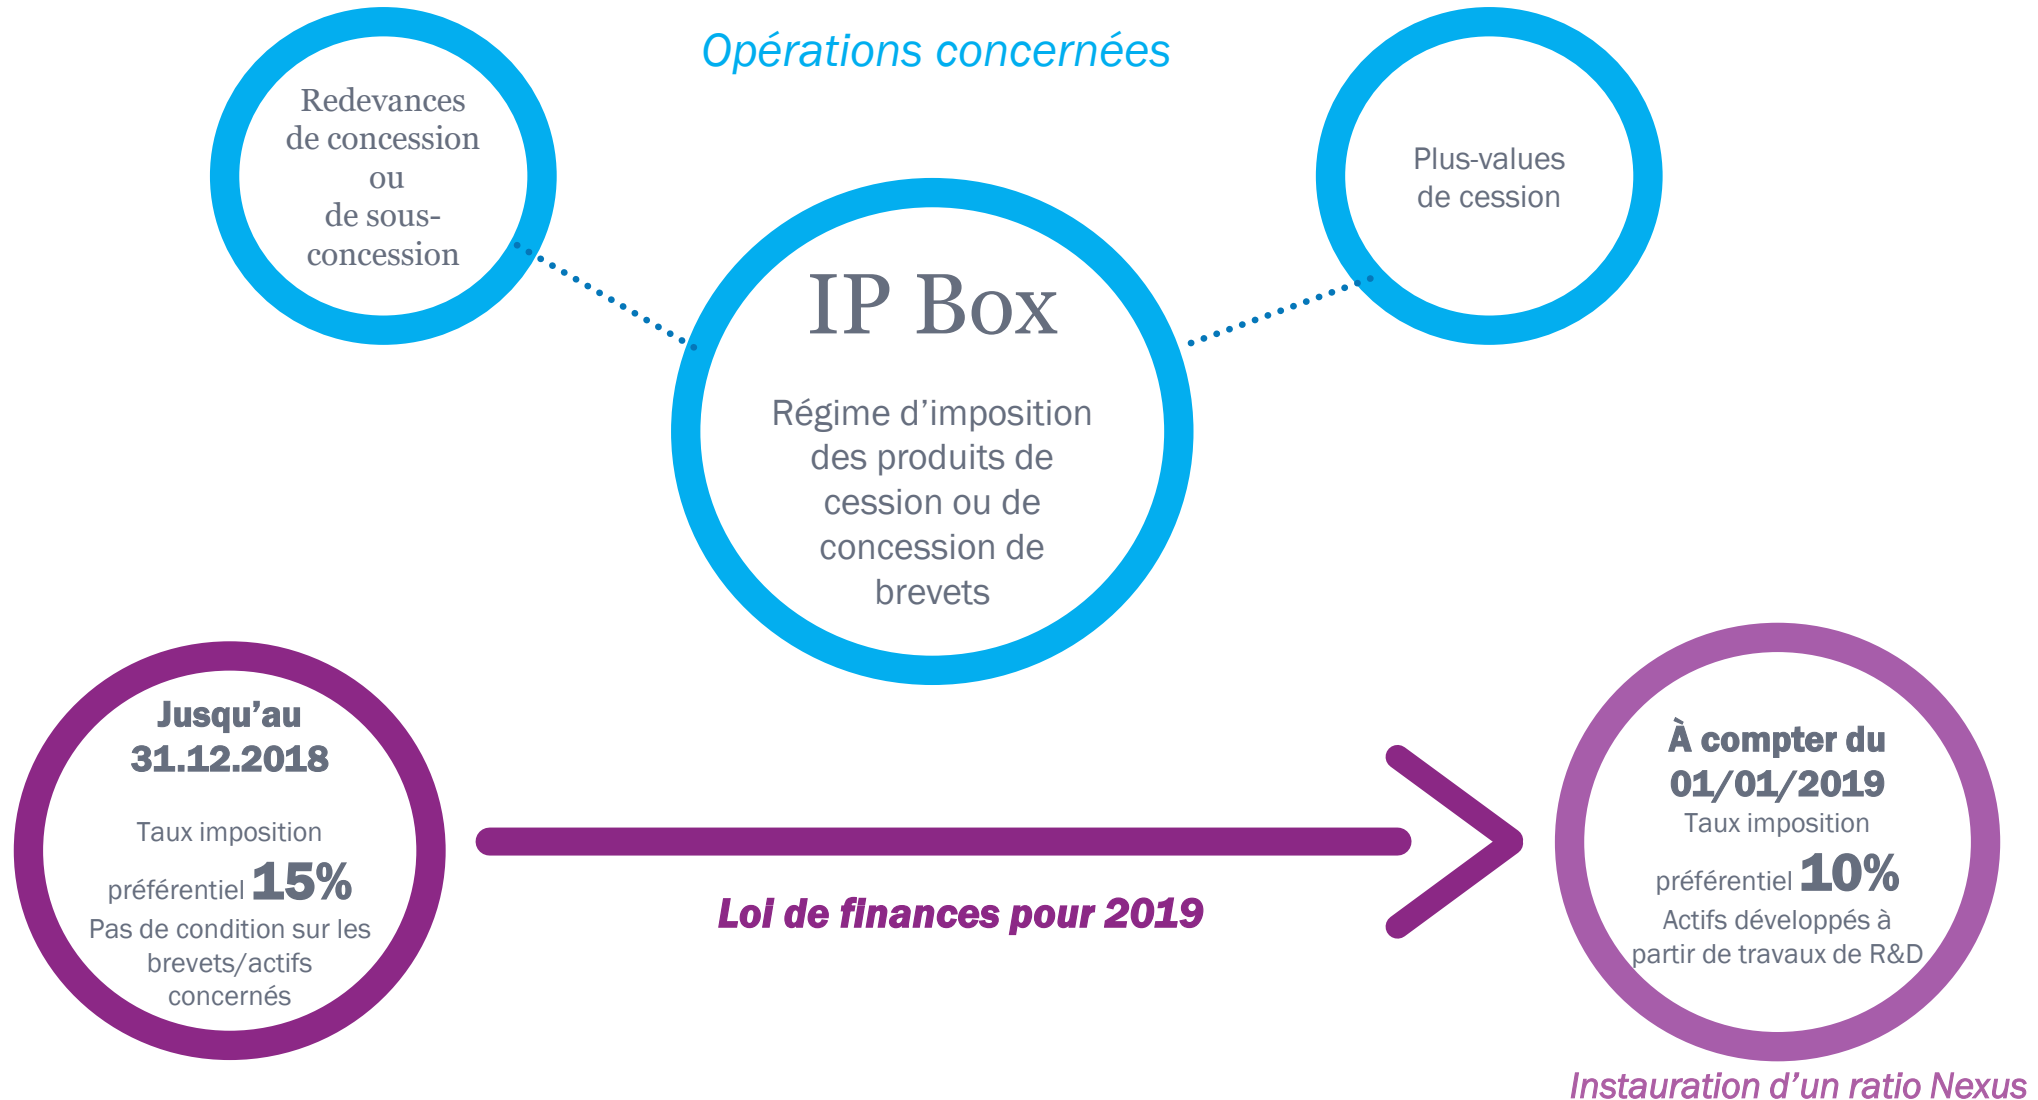 Opérations concernées
Redevances
de concession
ou
de sous-
concession
Plus-values
de cession
IP Box
Régime d’imposition
des produits de
cession ou de
concession de
brevets
Jusqu’au
31.12.2018
Taux imposition
préférentiel 15%
Pas de condition sur les
brevets/actifs
concernés
Loi de finances pour 2019
À compter du
01/01/2019
Taux imposition
préférentiel 10%
Actifs développés à
partir de travaux de R&D
Instauration d’un ratio Nexus